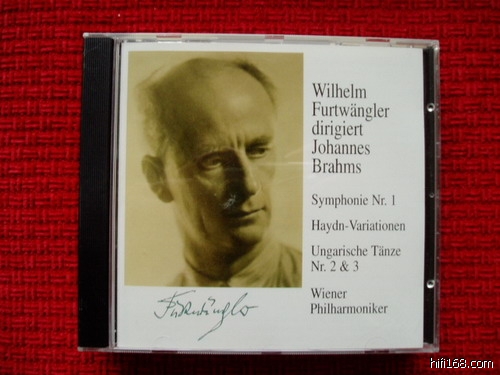 Wilhelm
Furtwängler
dirigiert
Johannes
Brahms
Symphonie Nr. 1
Haydn-Variationen
Ungarische Tänze
Nr. 2 & 3
Wiener
Philharmoniker
Furtwängler
hifi168.com